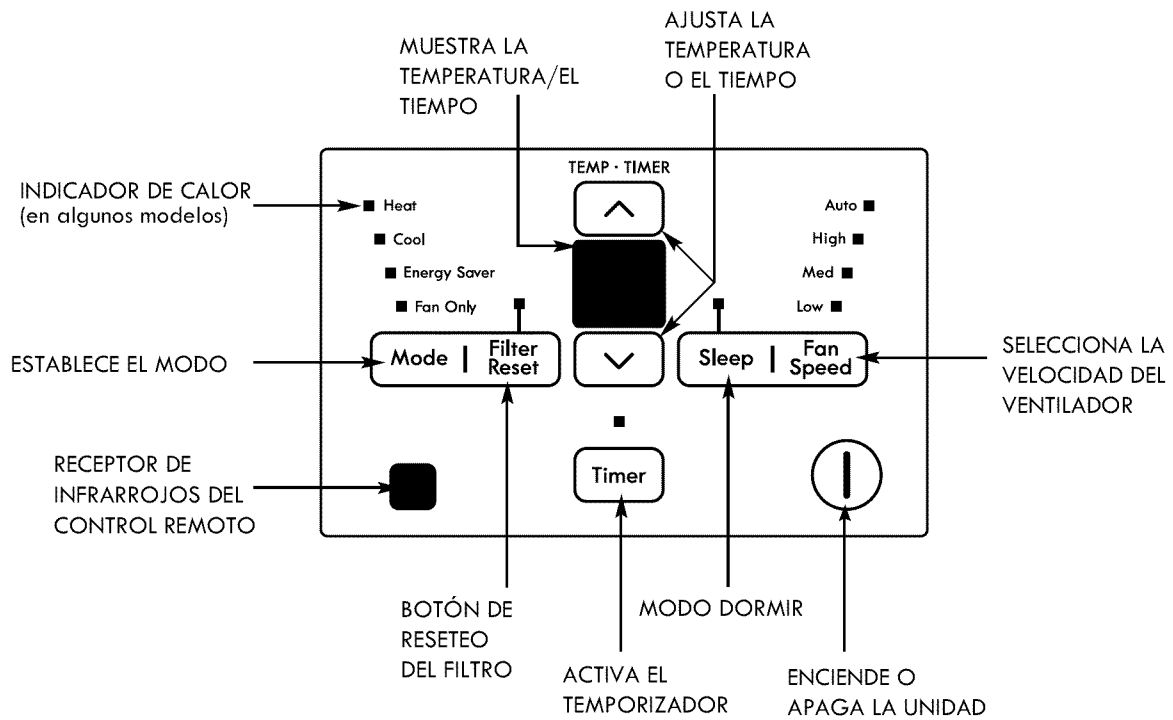 MUESTRA LA
TEMPERATURA/EL
TIEMPO
AJUSTA LA
TEMPERATURA
O EL TIEMPO
INDICADOR DE CALOR
(en algunos modelos)
TEMP · TIMER
Heat
Cool
Energy Saver
Fan Only
Auto
High
Med
Low
ESTABLECE EL MODO
Mode | Filter
Reset
Sleep | Fan
Speed
SELECCIONA LA
VELOCIDAD DEL
VENTILADOR
RECEPTOR DE
INFRARROJOS DEL
CONTROL REMOTO
Timer
BOTÓN DE
RESETEO
DEL FILTRO
ACTIVA EL
TEMPORIZADOR
MODO DORMIR
ENCIENDE O
APAGA LA UNIDAD